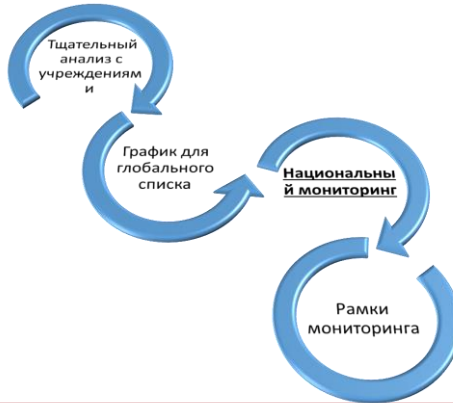 Тщательный
анализ с
учреждениям
и
График для
глобального
списка
Национальны
й мониторинг
Рамки
мониторинга